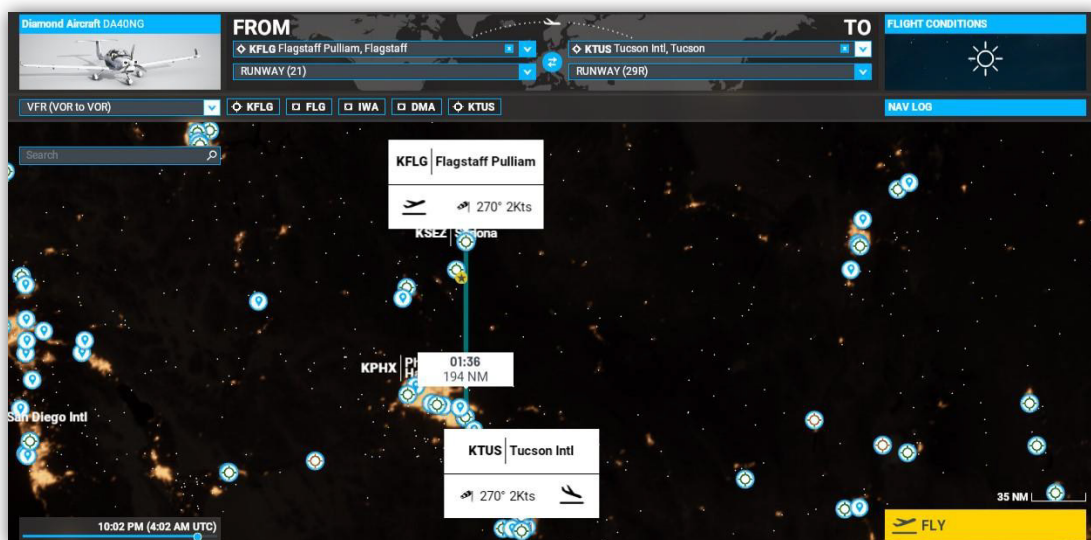 Diamond Aircraft DA40NG
FROM
TO
FLIGHT CONDITIONS
KFLG Flagstaff Pulliam, Flagstaff
KTUS Tucson Intl, Tucson
RUNWAY (21)
RUNWAY (29R)
VFR (VOR to VOR)
KFLG
FLG
IWA
DMA
KTUS
NAV LOG
Search
KFLG Flagstaff Pulliam
270° 2Kts
KSEZ
KPHX
01:36
194 NM
San Diego Intl
KTUS Tucson Intl
270° 2Kts
35 NM
10:02 PM (4:02 AM UTC)
FLY